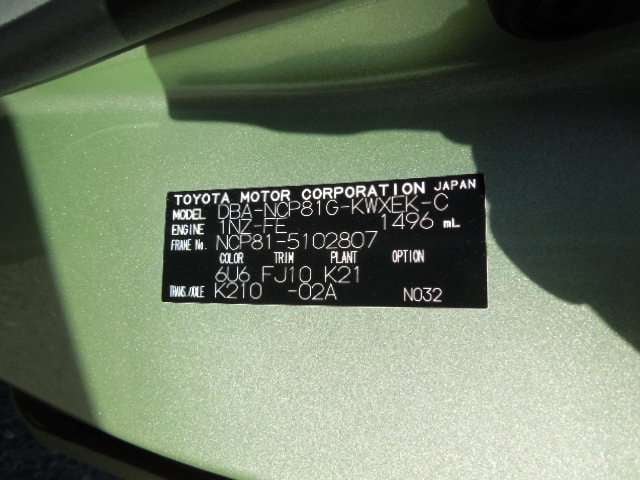 TOYOTA MOTOR CORPORATION JAPAN
MODEL DBA-NCP81G-KWXEK-C
ENGINE 1NZ-FE 1496 mL
FRAME No. NCP81-5102807
COLOR TRIM PLANT OPTION
6U6 FJ10 K21
TRANS./AXLE K210 -02A N032